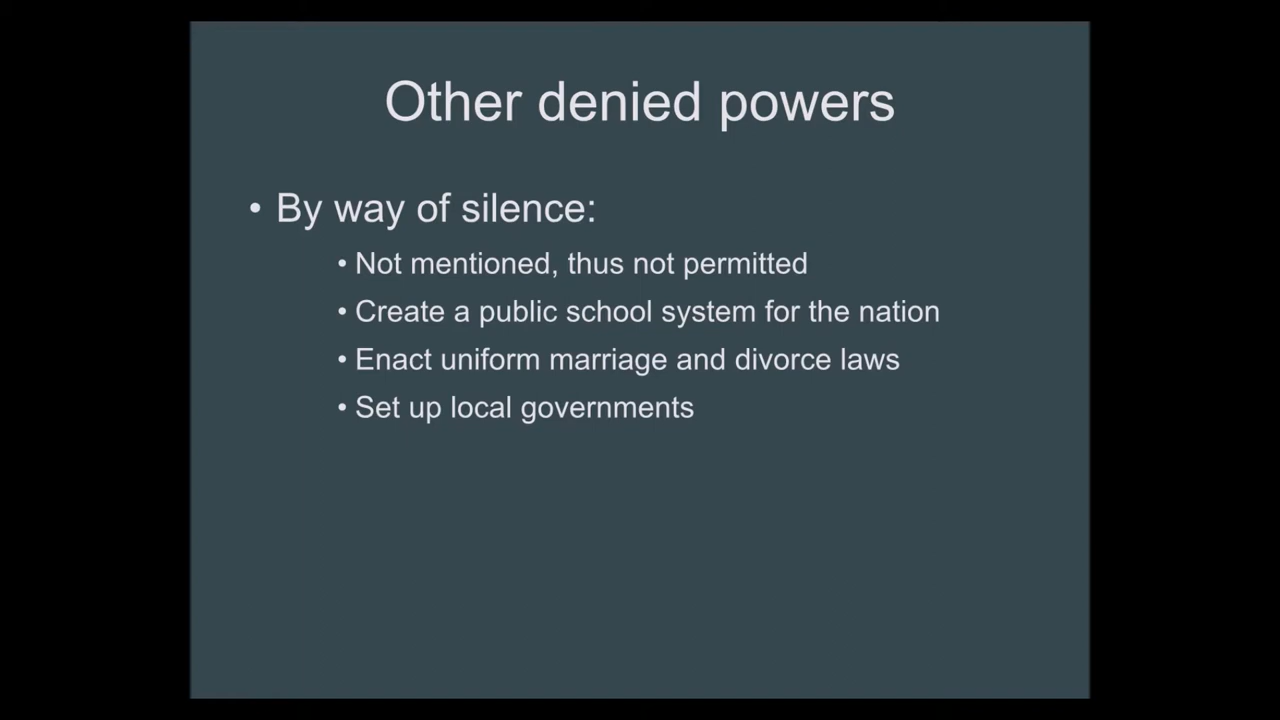 Other denied powers
• By way of silence:
• Not mentioned, thus not permitted
• Create a public school system for the nation
• Enact uniform marriage and divorce laws
• Set up local governments